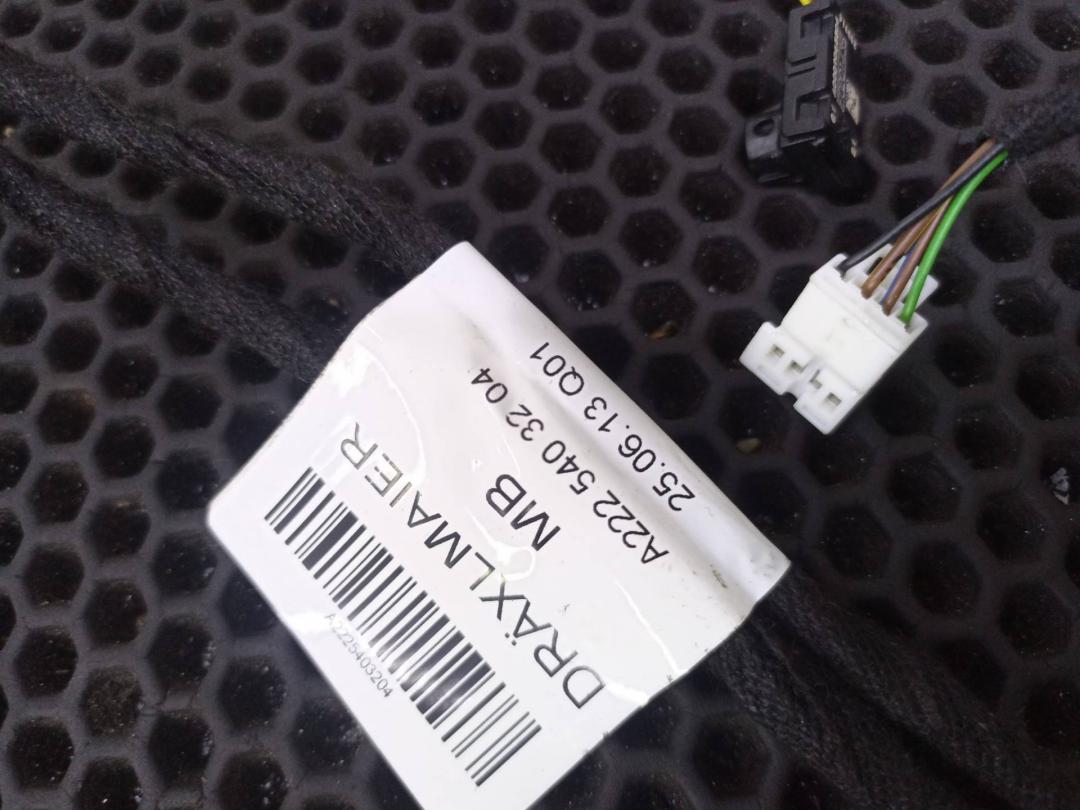 25.06.13 Q01
A222 540 32 04
MB
DRÄXLMAIER
A2225403204